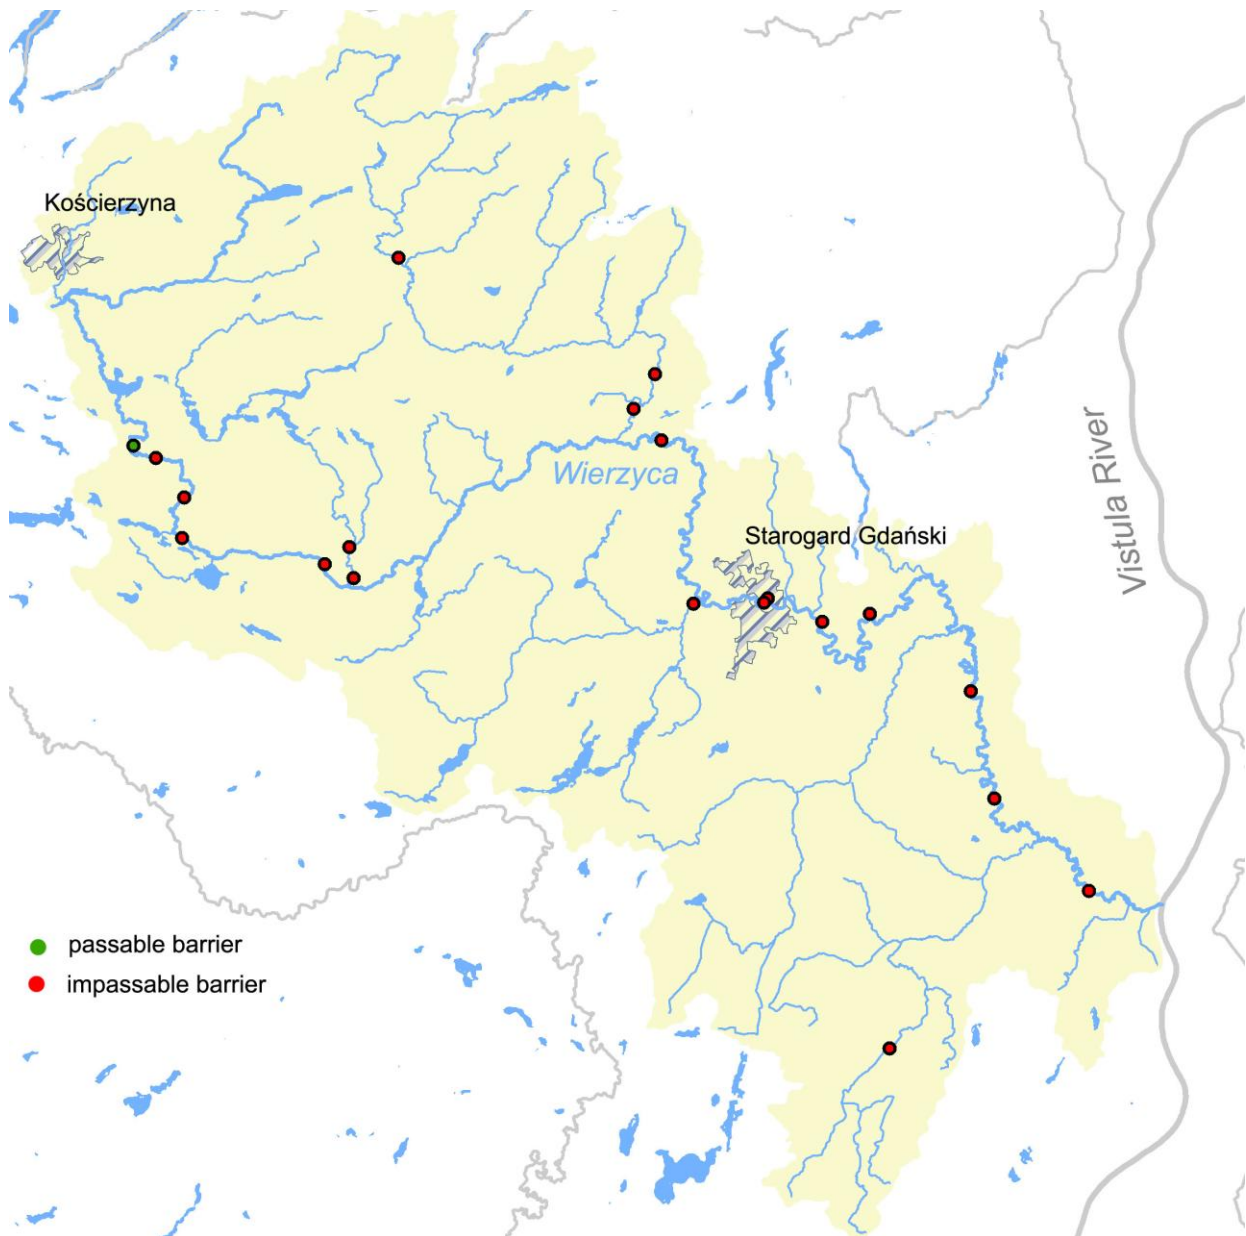 Kościerzyna
Wierzyca
Starogard Gdański
Vistula River
passable barrier
impassable barrier